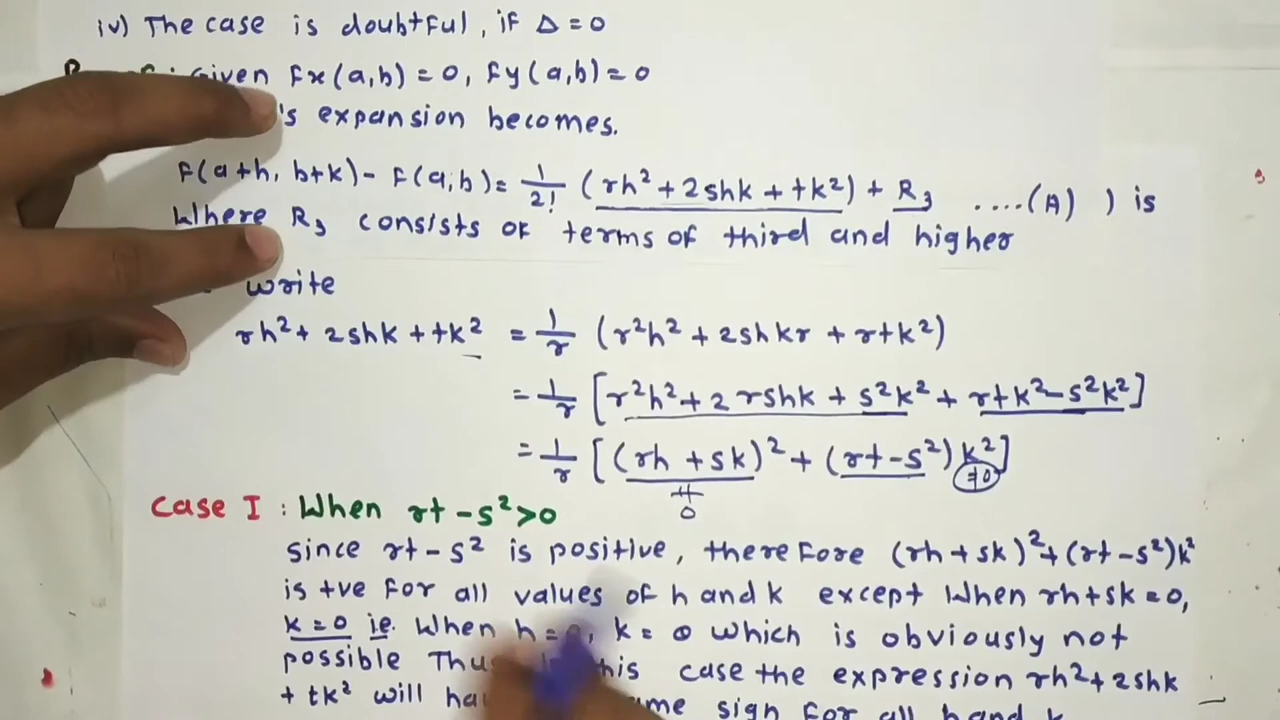 iv) The case is doubtful, if Δ = 0
given Fx(a,b) = 0, Fy(a,b) = 0
's expansion becomes.
F(a+h, b+k) - F(a,b) = 1/2! (rh² + 2shk + tk²) + R₃ ....(A) ) is
Where R₃ consists of terms of third and higher
write
rh² + 2shk + tk² = 1/r (r²h² + 2shkr + rtk²)
= 1/r [r²h² + 2rshk + s²k² + rtk² - s²k²]
= 1/r [(rh + sk)² + (rt - s²) k²]
≠0
≠
0
Case I : When rt - s² > 0
since rt - s² is positive, therefore (rh + sk)² + (rt - s²)k²
is +ve for all values of h and k except when rh + sk = 0,
k = 0 ie. When h = 0, k = 0 which is obviously not
possible this case the expression rh² + 2shk
+ tk² will sign for all h and k